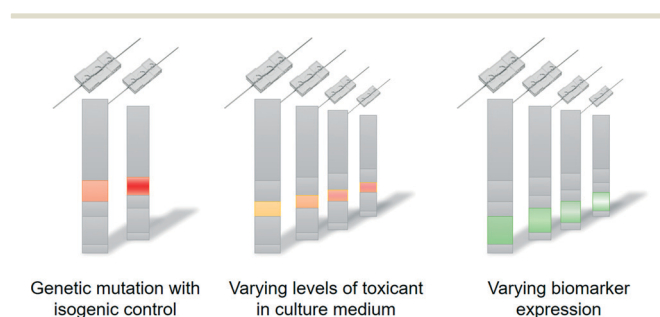 Genetic mutation with
isogenic control
Varying levels of toxicant
in culture medium
Varying biomarker
expression